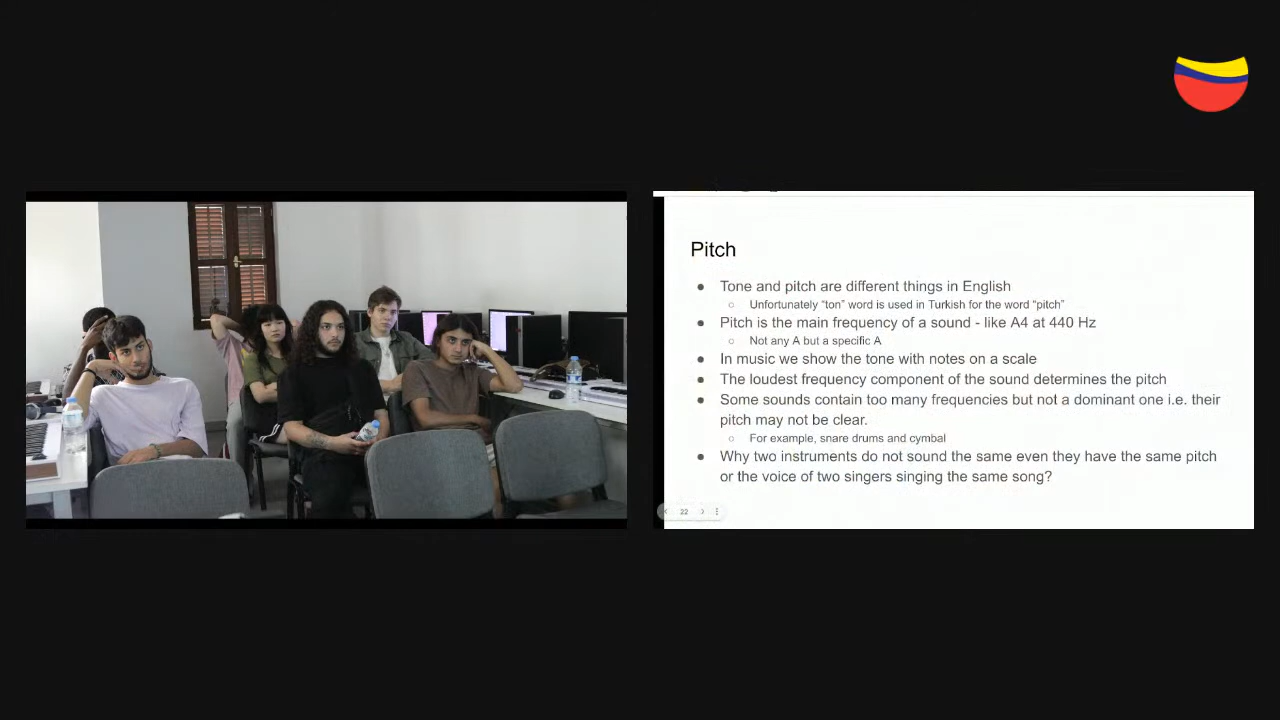 Pitch
● Tone and pitch are different things in English
○ Unfortunately “ton” word is used in Turkish for the word “pitch”
● Pitch is the main frequency of a sound - like A4 at 440 Hz
○ Not any A but a specific A
● In music we show the tone with notes on a scale
● The loudest frequency component of the sound determines the pitch
● Some sounds contain too many frequencies but not a dominant one i.e. their
pitch may not be clear.
○ For example, snare drums and cymbal
● Why two instruments do not sound the same even they have the same pitch
or the voice of two singers singing the same song?
22